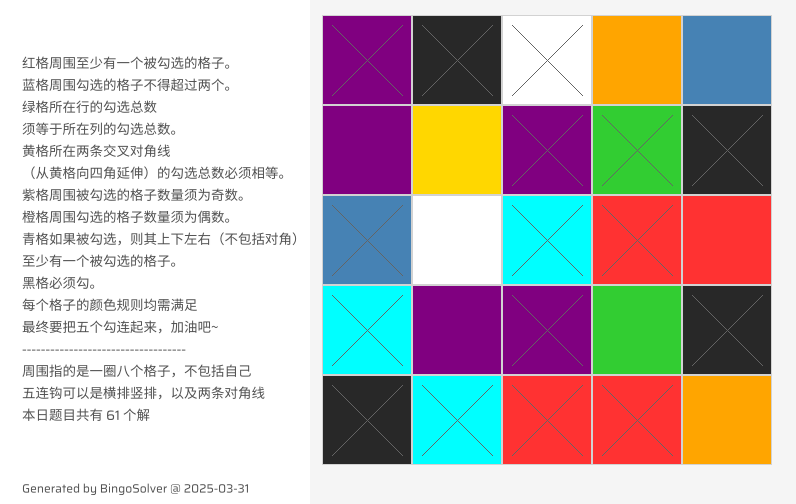 红格周围至少有一个被勾选的格子。
蓝格周围勾选的格子不得超过两个。
绿格所在行的勾选总数
须等于所在列的勾选总数。
黄格所在两条交叉对角线
（从黄格向四角延伸）的勾选总数必须相等。
紫格周围被勾选的格子数量须为奇数。
橙格周围勾选的格子数量须为偶数。
青格如果被勾选，则其上下左右（不包括对角）
至少有一个被勾选的格子。
黑格必须勾。
每个格子的颜色规则均需满足
最终要把五个勾连起来，加油吧~
-----------------------------------
周围指的是一圈八个格子，不包括自己
五连钩可以是横排竖排，以及两条对角线
本日题目共有 61 个解
Generated by BingoSolver @ 2025-03-31